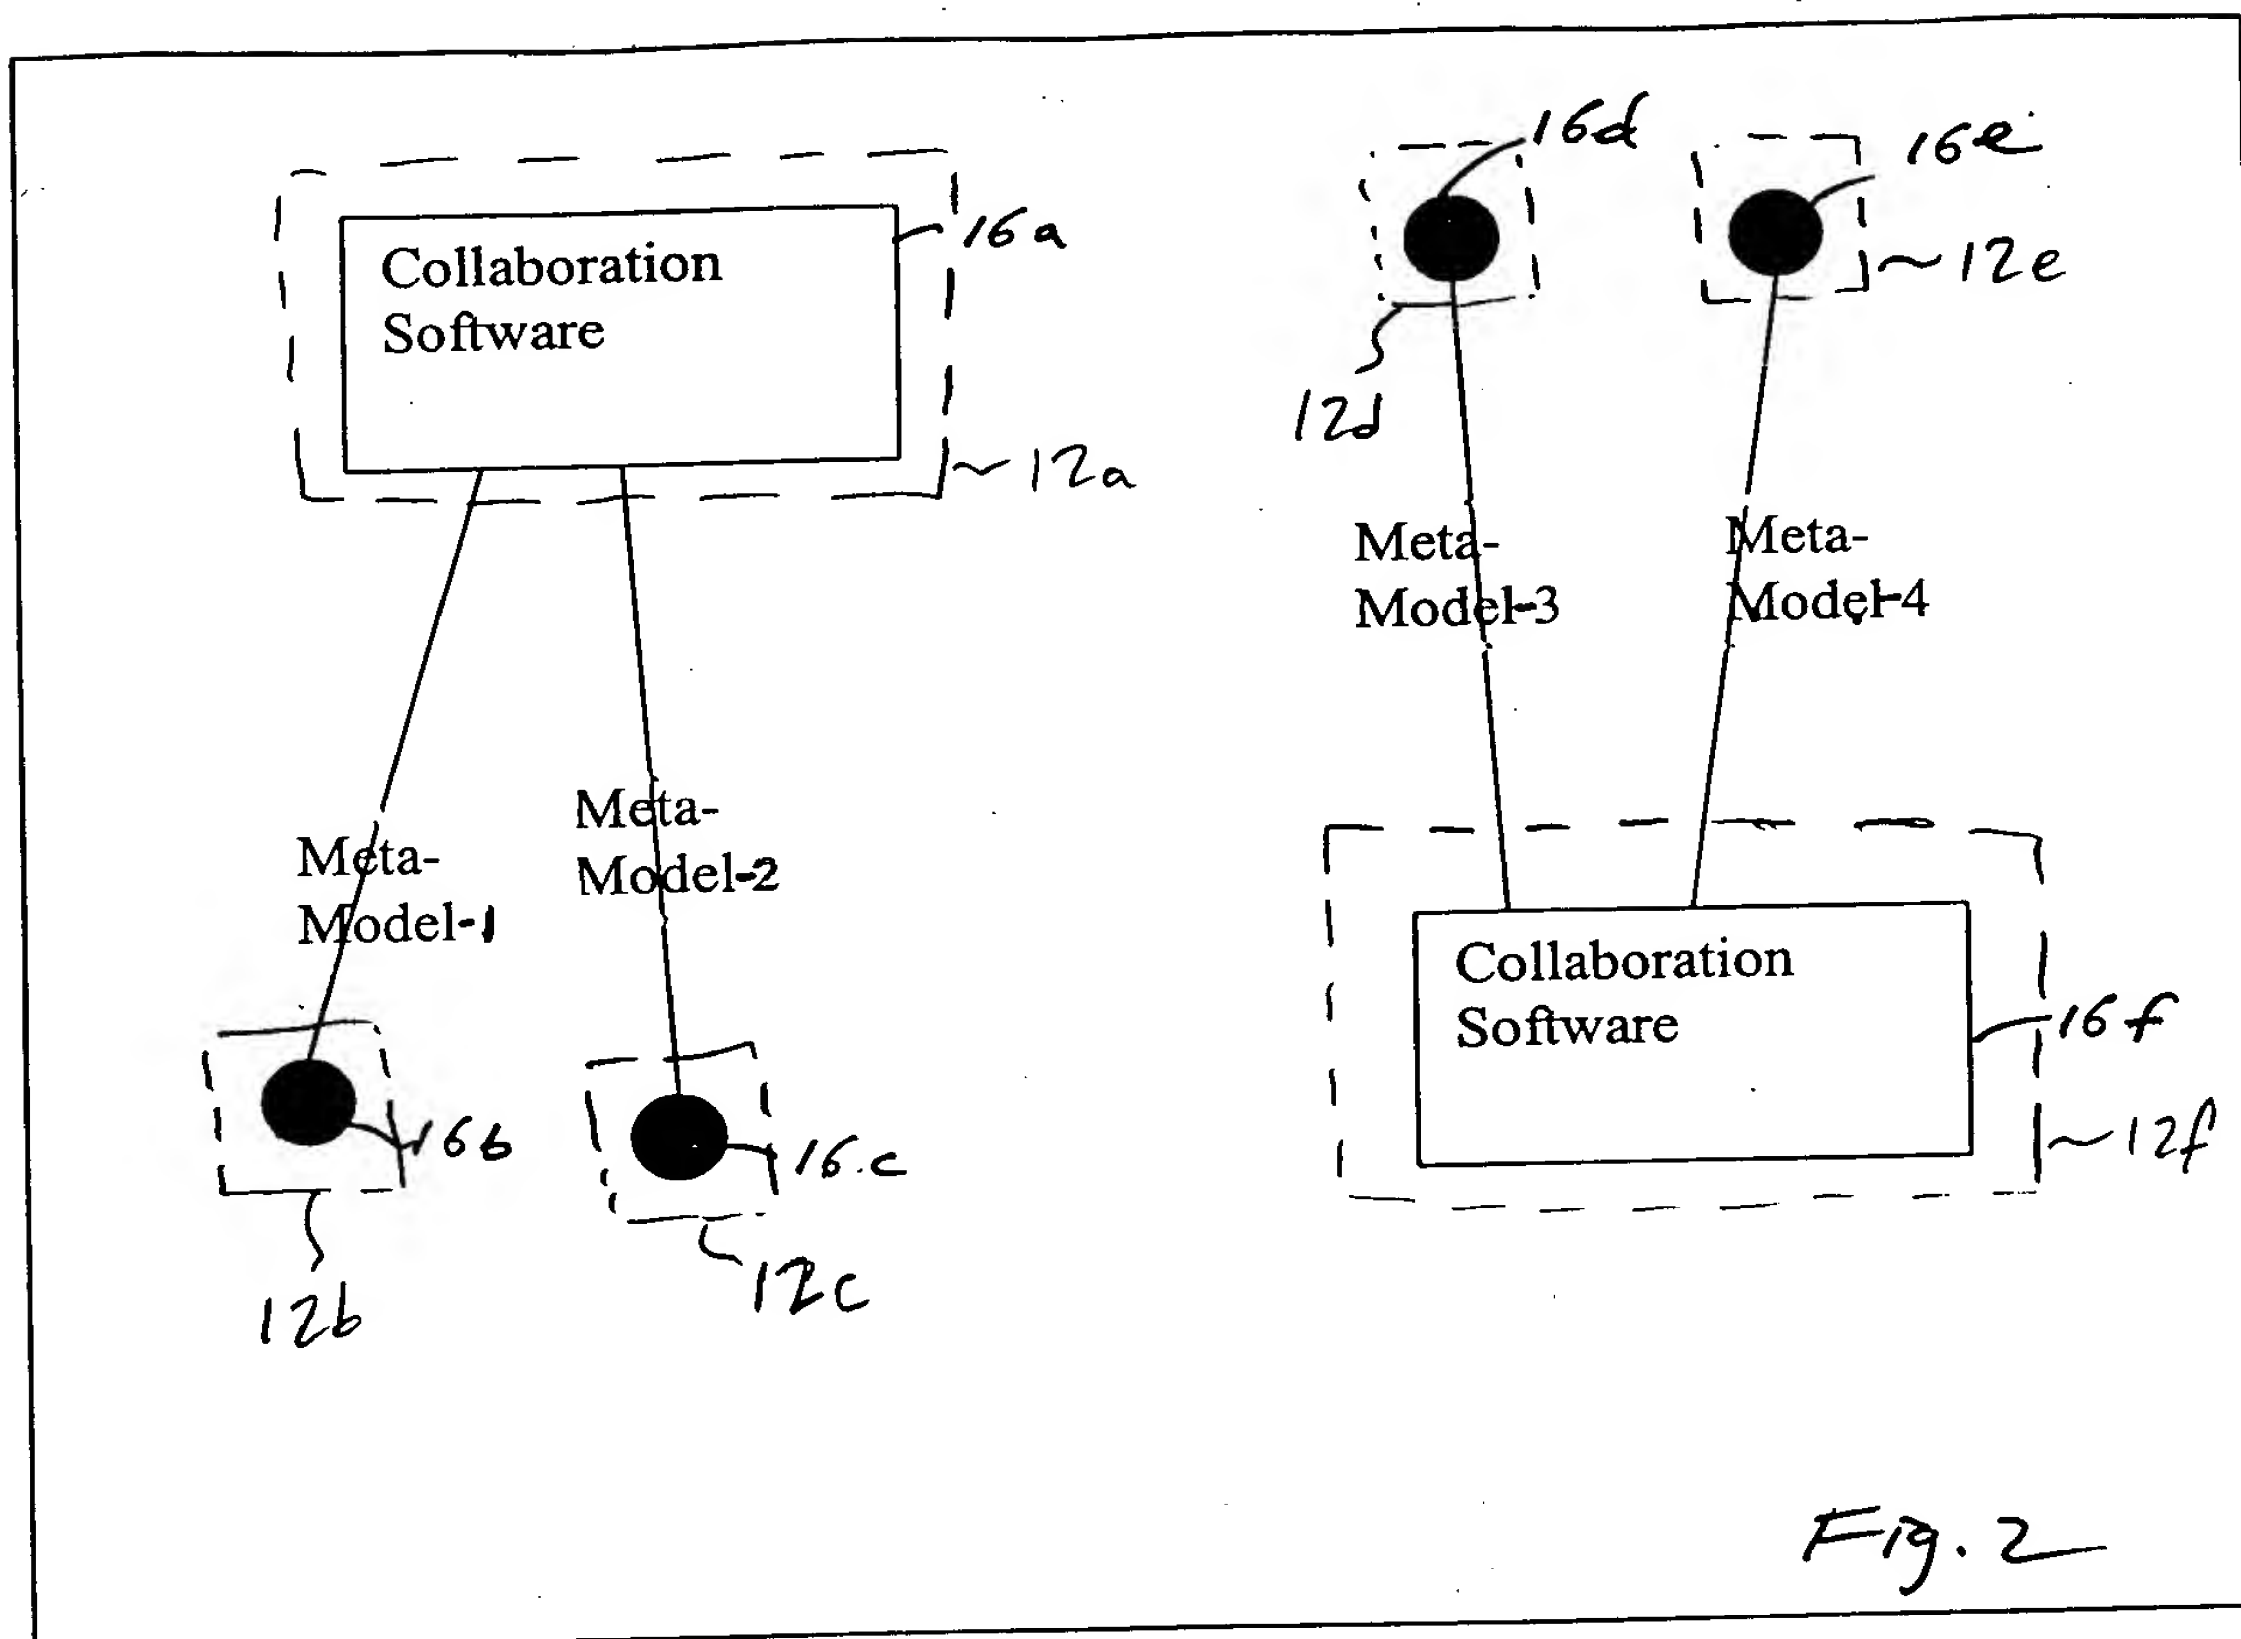 Collaboration
Software
16a
12a
Meta-
Model-1
Meta-
Model-2
16b
12b
16c
12c
16d
12d
16e
12e
Meta-
Model-3
Meta-
Model-4
Collaboration
Software
16f
12f
Fig. 2